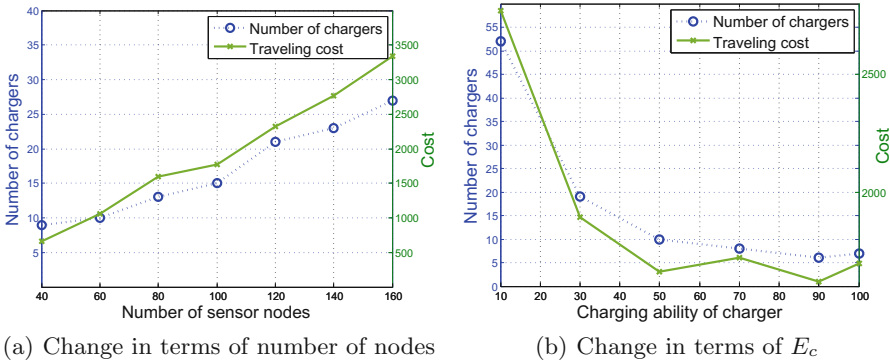 40
35
30
25
20
15
10
5
Number of chargers
Number of chargers
Traveling cost
3500
3000
2500
2000
1500
1000
500
Cost
40 60 80 100 120 140 160
Number of sensor nodes
(a) Change in terms of number of nodes
55
50
45
40
35
30
25
20
15
10
5
0
Number of chargers
Number of chargers
Traveling cost
2500
2000
Cost
10 20 30 40 50 60 70 80 90 100
Charging ability of charger
(b) Change in terms of E_c